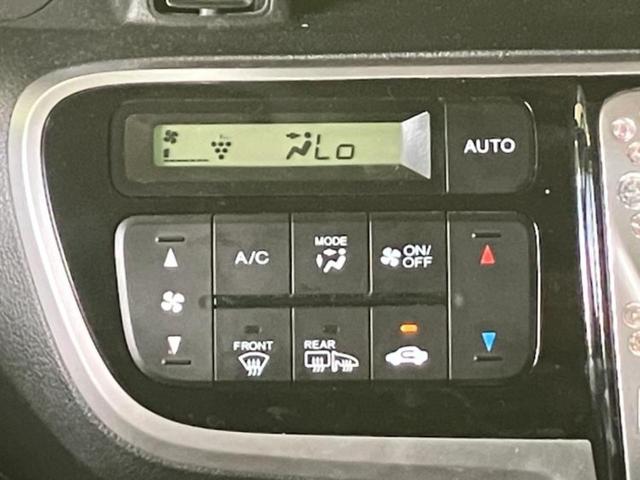 Lo
AUTO
A/C
MODE
ON/
OFF
FRONT
REAR